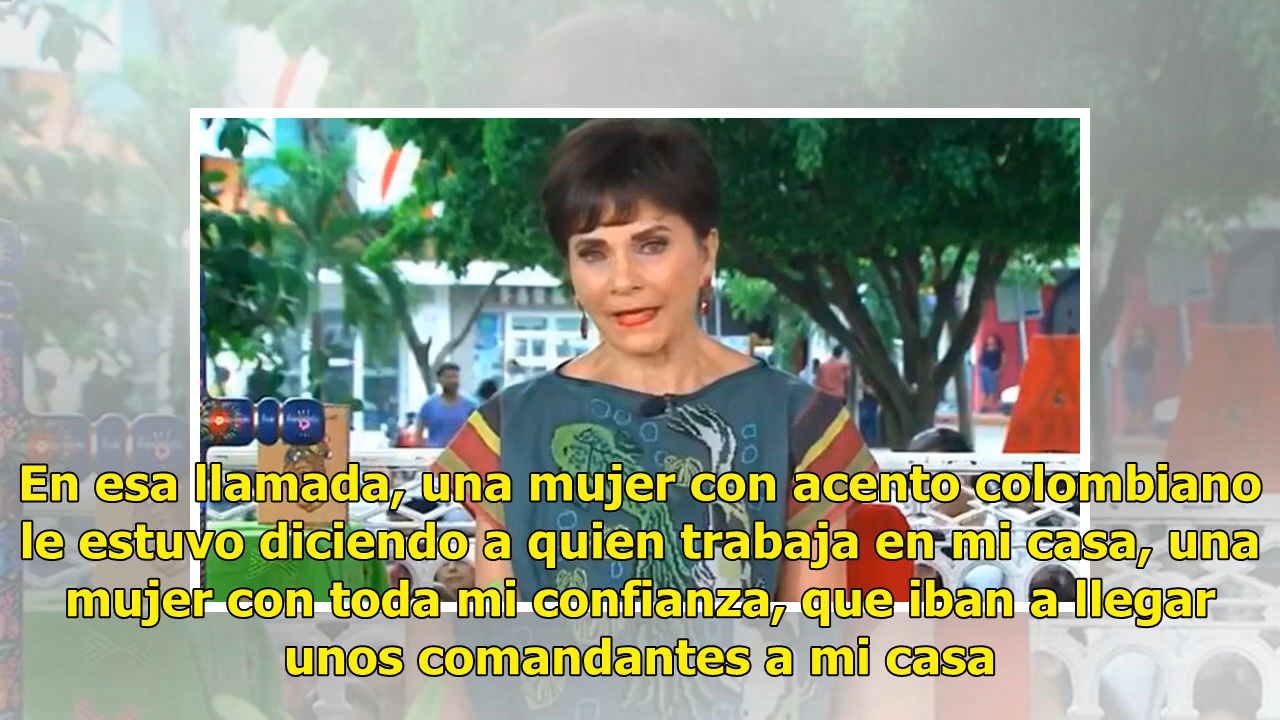 En esa llamada, una mujer con acento colombiano
le estuvo diciendo a quien trabaja en mi casa, una
mujer con toda mi confianza, que iban a llegar
unos comandantes a mi casa